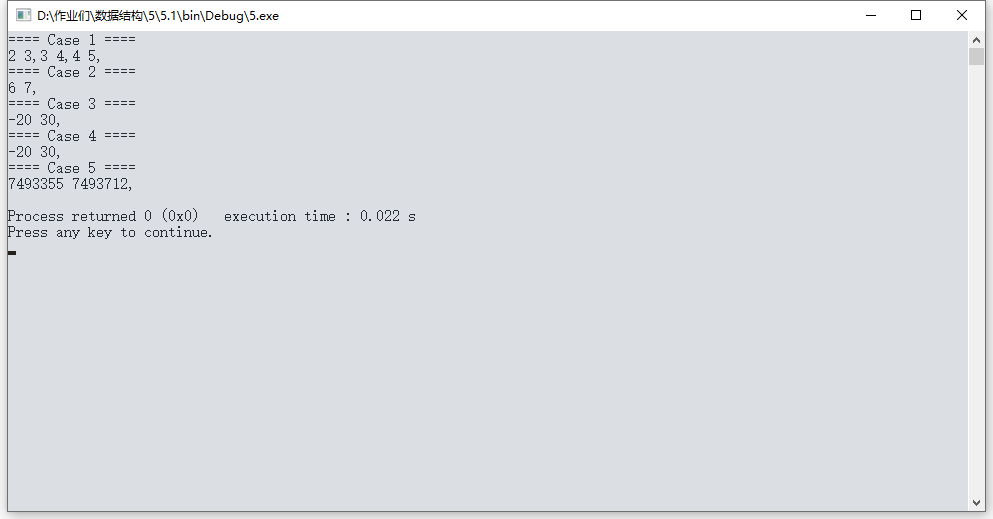 D:\作业们\数据结构\5\5.1\bin\Debug\5.exe
==== Case 1 ====
2 3,3 4,4 5,
==== Case 2 ====
6 7,
==== Case 3 ====
-20 30,
==== Case 4 ====
-20 30,
==== Case 5 ====
7493355 7493712,
Process returned 0 (0x0)   execution time : 0.022 s
Press any key to continue.